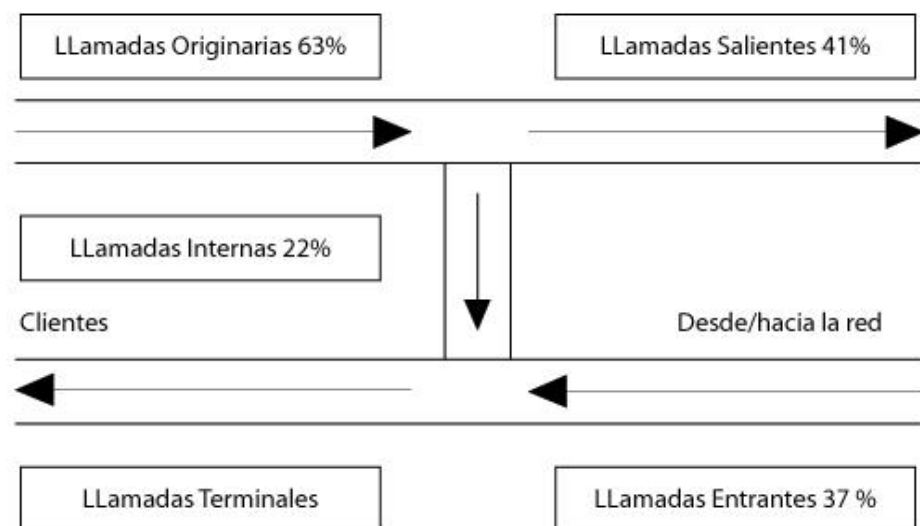 LLamadas Originarias 63%
LLamadas Salientes 41%
LLamadas Internas 22%
Clientes
Desde/hacia la red
LLamadas Terminales
LLamadas Entrantes 37 %